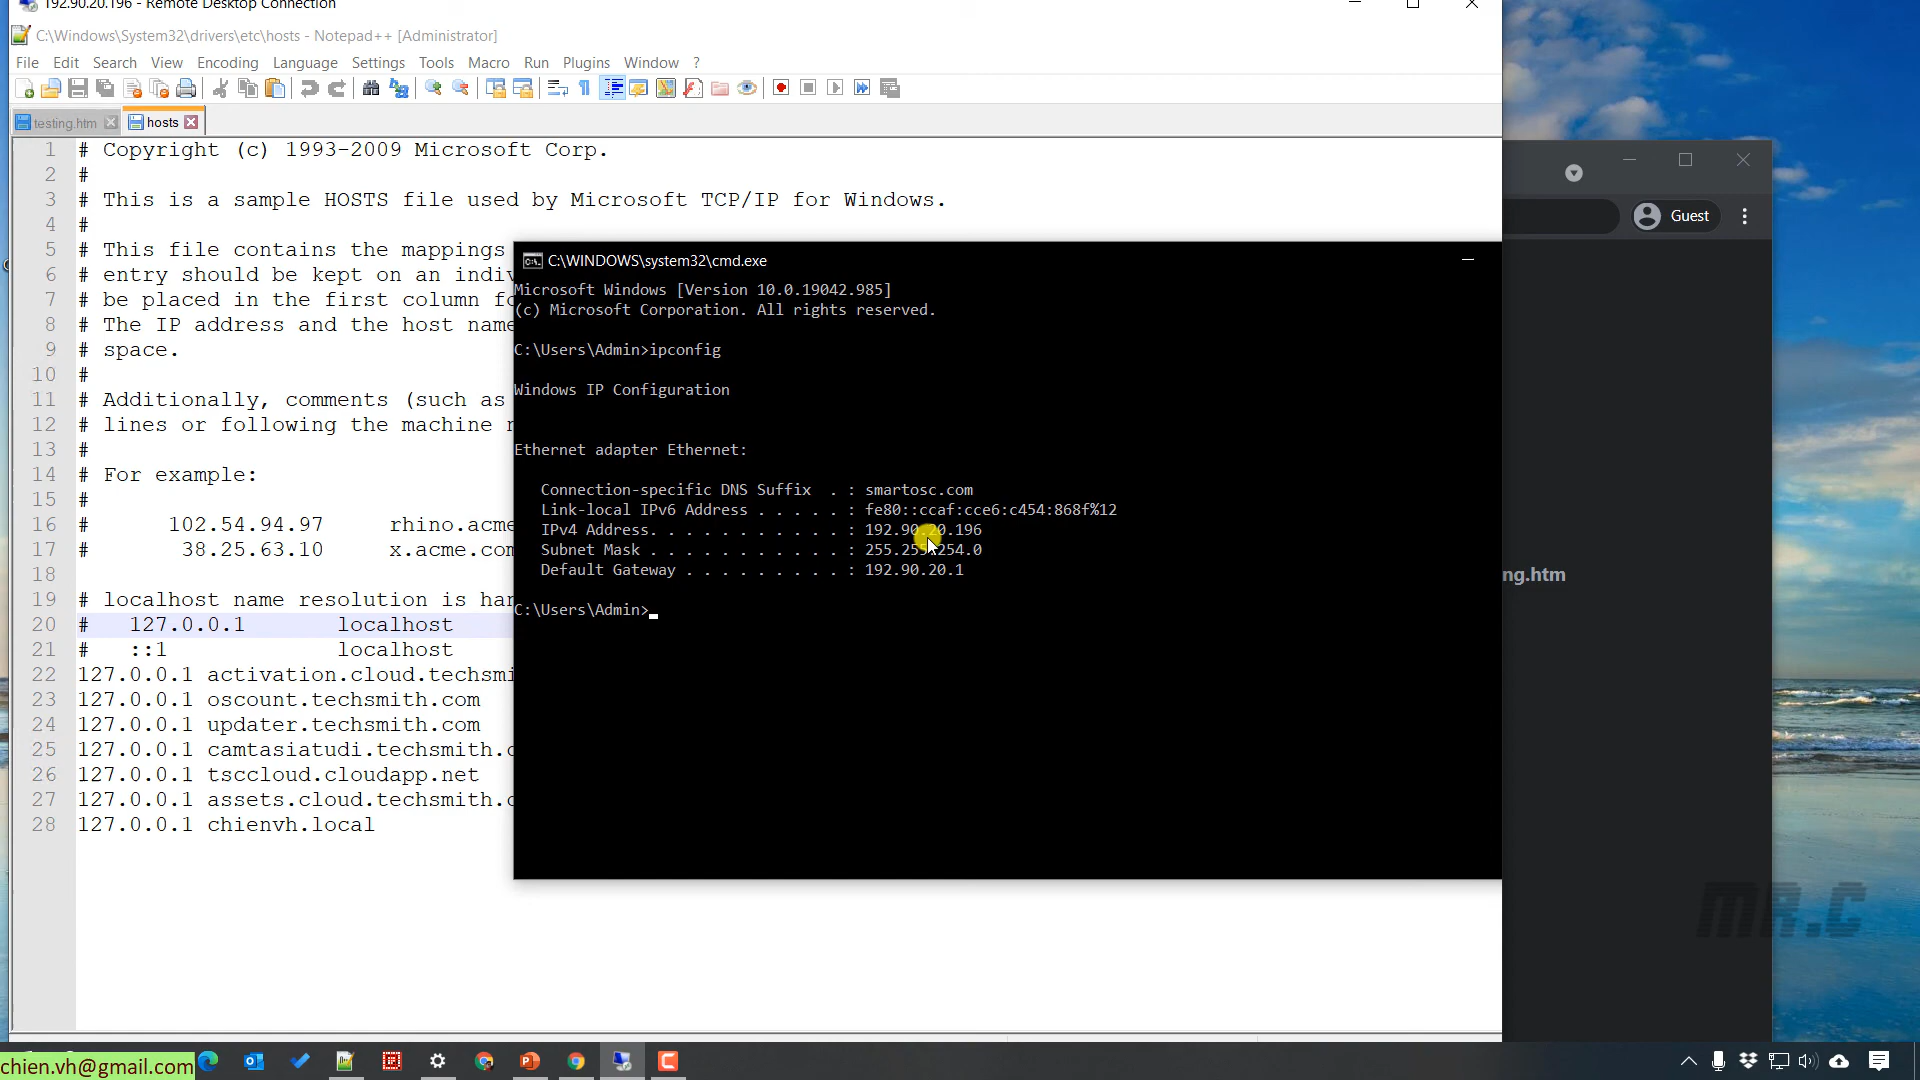 192.90.20.196 - Remote Desktop Connection
C:\Windows\System32\drivers\etc\hosts - Notepad++ [Administrator]
File Edit Search View Encoding Language Settings Tools Macro Run Plugins Window ?
testing.htm hosts
1 # Copyright (c) 1993-2009 Microsoft Corp.
2 #
3 # This is a sample HOSTS file used by Microsoft TCP/IP for Windows.
4 #
5 # This file contains the mappings
6 # entry should be kept on an indiv
7 # be placed in the first column fo
8 # The IP address and the host name
9 # space.
10 #
11 # Additionally, comments (such as
12 # lines or following the machine n
13 #
14 # For example:
15 #
16 # 102.54.94.97 rhino.acme
17 # 38.25.63.10 x.acme.com
18
19 # localhost name resolution is han
20 # 127.0.0.1 localhost
21 # ::1 localhost
22 127.0.0.1 activation.cloud.techsmi
23 127.0.0.1 oscount.techsmith.com
24 127.0.0.1 updater.techsmith.com
25 127.0.0.1 camtasiatudi.techsmith.c
26 127.0.0.1 tsccloud.cloudapp.net
27 127.0.0.1 assets.cloud.techsmith.c
28 127.0.0.1 chienvh.local
C:\WINDOWS\system32\cmd.exe
Microsoft Windows [Version 10.0.19042.985]
(c) Microsoft Corporation. All rights reserved.
C:\Users\Admin>ipconfig
Windows IP Configuration
Ethernet adapter Ethernet:
Connection-specific DNS Suffix . : smartosc.com
Link-local IPv6 Address . . . . . : fe80::ccaf:cce6:c454:868f%12
IPv4 Address. . . . . . . . . . . : 192.90.20.196
Subnet Mask . . . . . . . . . . . : 255.255.254.0
Default Gateway . . . . . . . . . : 192.90.20.1
C:\Users\Admin>
Guest
ng.htm
MR.C
chien.vh@gmail.com